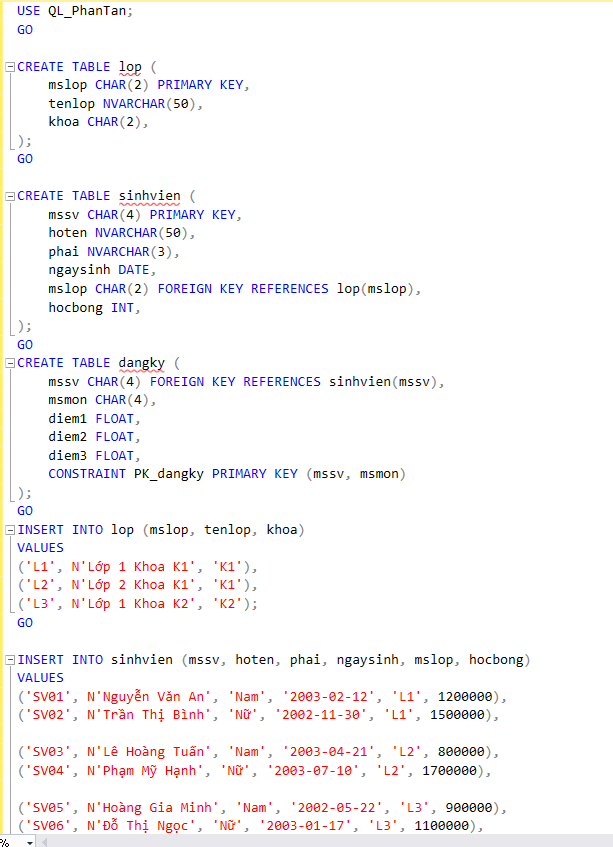 USE QL_PhanTan;
GO
CREATE TABLE lop (
mslop CHAR(2) PRIMARY KEY,
tenlop NVARCHAR(50),
khoa CHAR(2),
);
GO
CREATE TABLE sinhvien (
mssv CHAR(4) PRIMARY KEY,
hoten NVARCHAR(50),
phai NVARCHAR(3),
ngaysinh DATE,
mslop CHAR(2) FOREIGN KEY REFERENCES lop(mslop),
hocbong INT,
);
GO
CREATE TABLE dangky (
mssv CHAR(4) FOREIGN KEY REFERENCES sinhvien(mssv),
msmon CHAR(4),
diem1 FLOAT,
diem2 FLOAT,
diem3 FLOAT,
CONSTRAINT PK_dangky PRIMARY KEY (mssv, msmon)
);
GO
INSERT INTO lop (mslop, tenlop, khoa)
VALUES
('L1', N'Lớp 1 Khoa K1', 'K1'),
('L2', N'Lớp 2 Khoa K1', 'K1'),
('L3', N'Lớp 1 Khoa K2', 'K2');
GO
INSERT INTO sinhvien (mssv, hoten, phai, ngaysinh, mslop, hocbong)
VALUES
('SV01', N'Nguyễn Văn An', 'Nam', '2003-02-12', 'L1', 1200000),
('SV02', N'Trần Thị Bình', 'Nữ', '2002-11-30', 'L1', 1500000),
('SV03', N'Lê Hoàng Tuấn', 'Nam', '2003-04-21', 'L2', 800000),
('SV04', N'Phạm Mỹ Hạnh', 'Nữ', '2003-07-10', 'L2', 1700000),
('SV05', N'Hoàng Gia Minh', 'Nam', '2002-05-22', 'L3', 900000),
('SV06', N'Đỗ Thị Ngọc', 'Nữ', '2003-01-17', 'L3', 1100000),
%